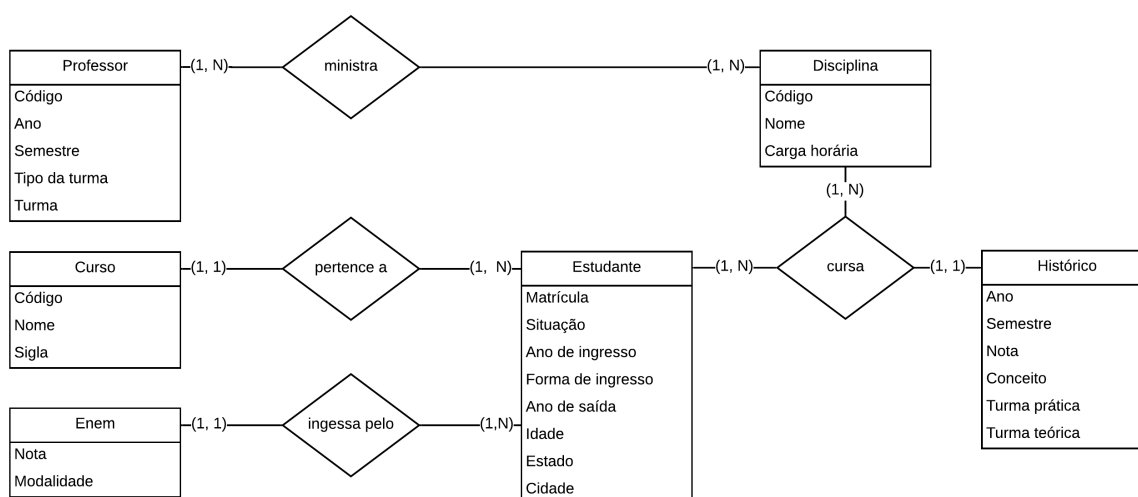 Professor
(1, N)
ministra
(1, N)
Disciplina
Código
Ano
Semestre
Tipo da turma
Turma
Código
Nome
Carga horária
(1, N)
Curso
(1, 1)
pertence a
(1, N)
Estudante
(1, N)
cursa
(1, 1)
Histórico
Código
Nome
Sigla
Matrícula
Situação
Ano de ingresso
Forma de ingresso
Ano de saída
Idade
Estado
Cidade
Ano
Semestre
Nota
Conceito
Turma prática
Turma teórica
Enem
(1, 1)
ingessa pelo
(1,N)
Nota
Modalidade